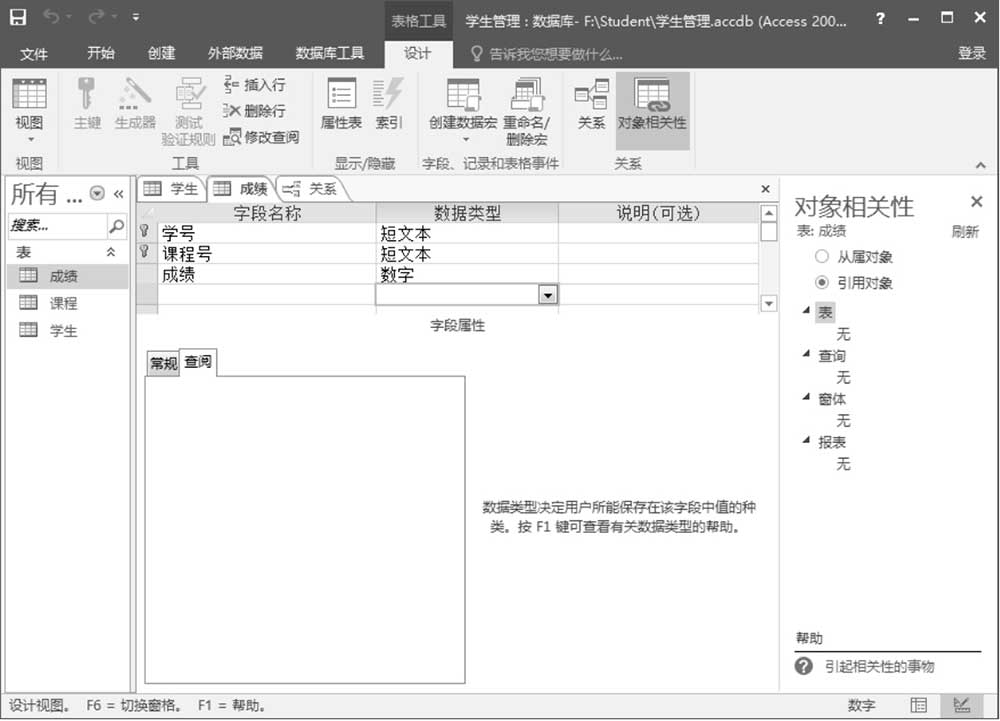 表格工具 学生管理 : 数据库- F:\Student\学生管理.accdb (Access 200... ?
文件 开始 创建 外部数据 数据库工具 设计 告诉我您想要做什么... 登录
视图 主键 生成器 测试 验证规则 插入行 删除行 修改查阅 属性表 索引 创建数据宏 重命名/ 删除宏 关系 对象相关性
视图 工具 显示/隐藏 字段、记录和表格事件 关系
所有 ... «
搜索...
表
成绩
课程
学生
学生 成绩 关系
字段名称 数据类型 说明(可选)
学号 短文本
课程号 短文本
成绩 数字
字段属性
常规 查阅
数据类型决定用户所能保存在该字段中值的种
类。按 F1 键可查看有关数据类型的帮助。
对象相关性
表: 成绩 刷新
从属对象
引用对象
表
无
查询
无
窗体
无
报表
无
帮助
引起相关性的事物
设计视图。 F6 = 切换窗格。 F1 = 帮助。 数字